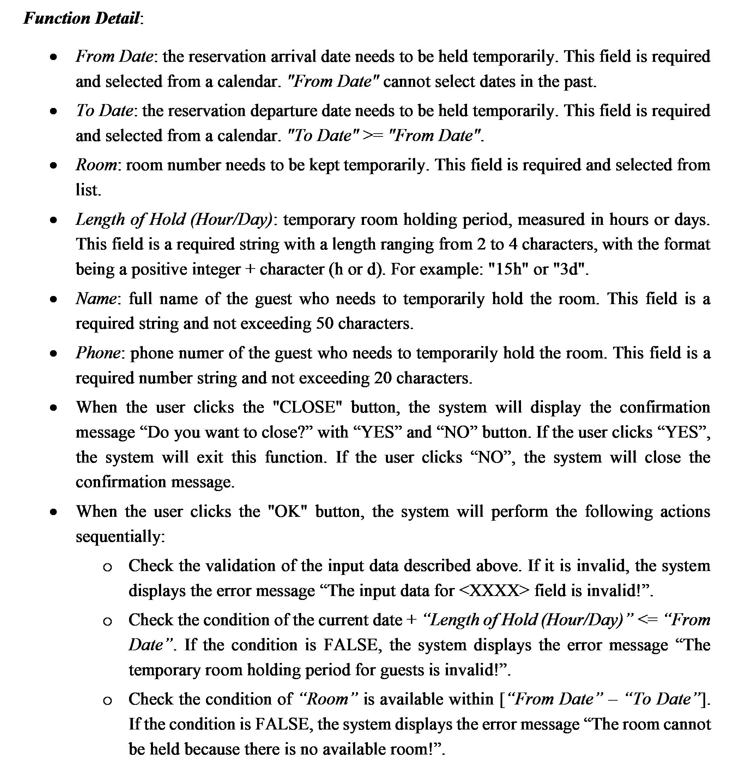 Function Detail:
• From Date: the reservation arrival date needs to be held temporarily. This field is required
and selected from a calendar. "From Date" cannot select dates in the past.
• To Date: the reservation departure date needs to be held temporarily. This field is required
and selected from a calendar. "To Date" >= "From Date".
• Room: room number needs to be kept temporarily. This field is required and selected from
list.
• Length of Hold (Hour/Day): temporary room holding period, measured in hours or days.
This field is a required string with a length ranging from 2 to 4 characters, with the format
being a positive integer + character (h or d). For example: "15h" or "3d".
• Name: full name of the guest who needs to temporarily hold the room. This field is a
required string and not exceeding 50 characters.
• Phone: phone numer of the guest who needs to temporarily hold the room. This field is a
required number string and not exceeding 20 characters.
• When the user clicks the "CLOSE" button, the system will display the confirmation
message “Do you want to close?” with “YES” and “NO” button. If the user clicks “YES”,
the system will exit this function. If the user clicks “NO”, the system will close the
confirmation message.
• When the user clicks the "OK" button, the system will perform the following actions
sequentially:
o Check the validation of the input data described above. If it is invalid, the system
displays the error message “The input data for <XXXX> field is invalid!”.
o Check the condition of the current date + “Length of Hold (Hour/Day)” <= “From
Date”. If the condition is FALSE, the system displays the error message “The
temporary room holding period for guests is invalid!”.
o Check the condition of “Room” is available within [“From Date” – “To Date”].
If the condition is FALSE, the system displays the error message “The room cannot
be held because there is no available room!”.